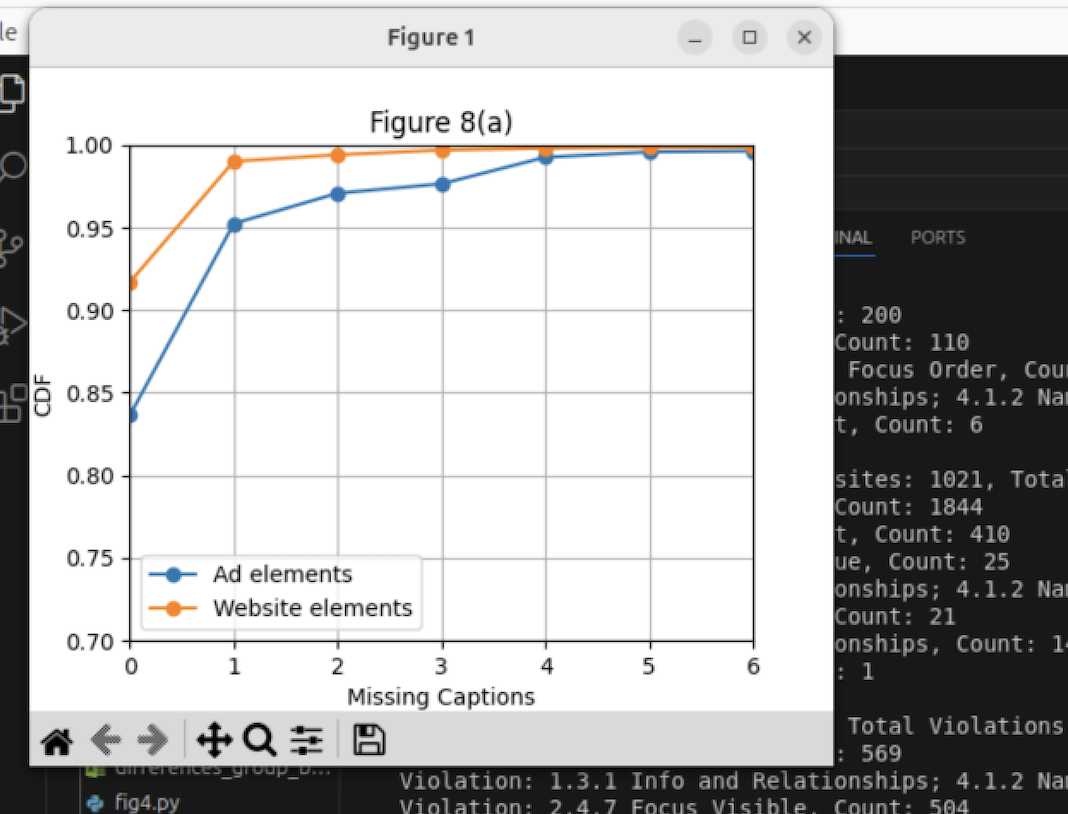 le
Figure 1
Figure 8(a)
1.00
0.95
0.90
0.85
0.80
0.75
0.70
CDF
Ad elements
Website elements
0 1 2 3 4 5 6
Missing Captions
INAL PORTS
: 200
Count: 110
Focus Order, Cou
onships; 4.1.2 Na
t, Count: 6
sites: 1021, Total
Count: 1844
t, Count: 410
ue, Count: 25
onships; 4.1.2 Na
Count: 21
onships, Count: 14
: 1
Total Violations
: 569
differences_group_b...
Violation: 1.3.1 Info and Relationships; 4.1.2 Na
fig4.py
Violation: 2.4.7 Focus Visible, Count: 504